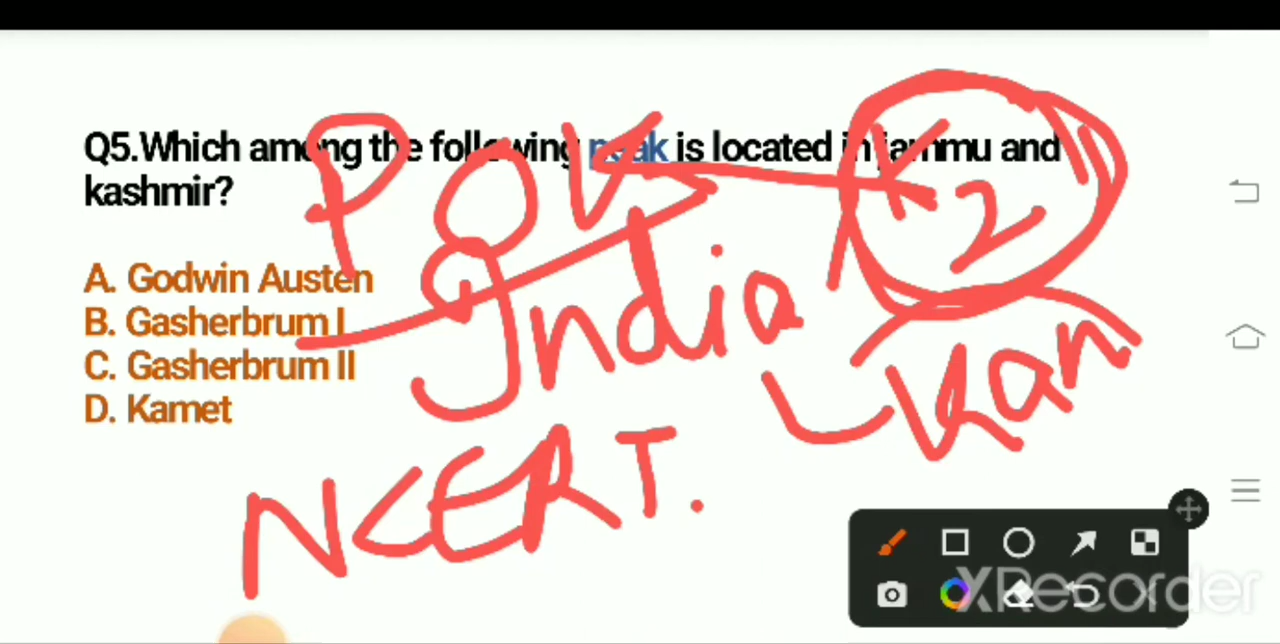 Q5.Which among the following peak is located in jammu and
kashmir?
POK
K2
A. Godwin Austen
B. Gasherbrum I
C. Gasherbrum II
D. Kamet
India
Kan
NCERT.
XRecorder